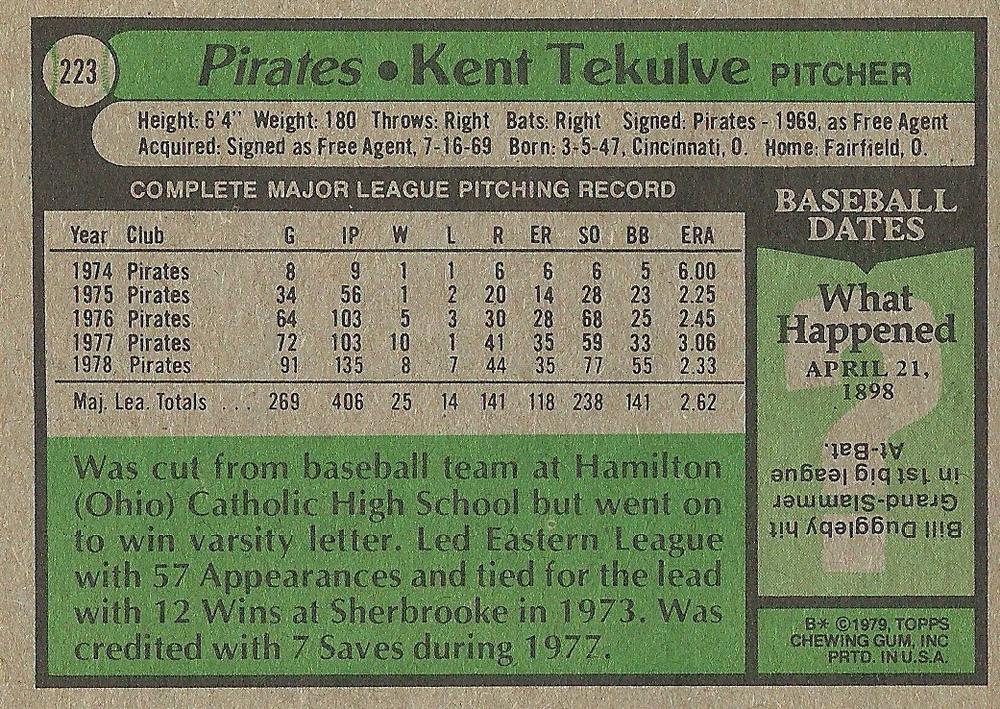 223
Pirates • Kent Tekulve PITCHER
Height: 6'4" Weight: 180 Throws: Right Bats: Right Signed: Pirates - 1969, as Free Agent
Acquired: Signed as Free Agent, 7-16-69 Born: 3-5-47, Cincinnati, O. Home: Fairfield, O.
COMPLETE MAJOR LEAGUE PITCHING RECORD
Year Club G IP W L R ER SO BB ERA
1974 Pirates 8 9 1 1 6 6 6 5 6.00
1975 Pirates 34 56 1 2 20 14 28 23 2.25
1976 Pirates 64 103 5 3 30 28 68 25 2.45
1977 Pirates 72 103 10 1 41 35 59 33 3.06
1978 Pirates 91 135 8 7 44 35 77 55 2.33
Maj. Lea. Totals . . . 269 406 25 14 141 118 238 141 2.62
Was cut from baseball team at Hamilton
(Ohio) Catholic High School but went on
to win varsity letter. Led Eastern League
with 57 Appearances and tied for the lead
with 12 Wins at Sherbrooke in 1973. Was
credited with 7 Saves during 1977.
BASEBALL
DATES
What
Happened
APRIL 21,
1898
?
Bill Duggleby hit
Grand-Slammer
in 1st big league
At-Bat.
B* ©1979, TOPPS
CHEWING GUM, INC
PRTD. IN U.S.A.